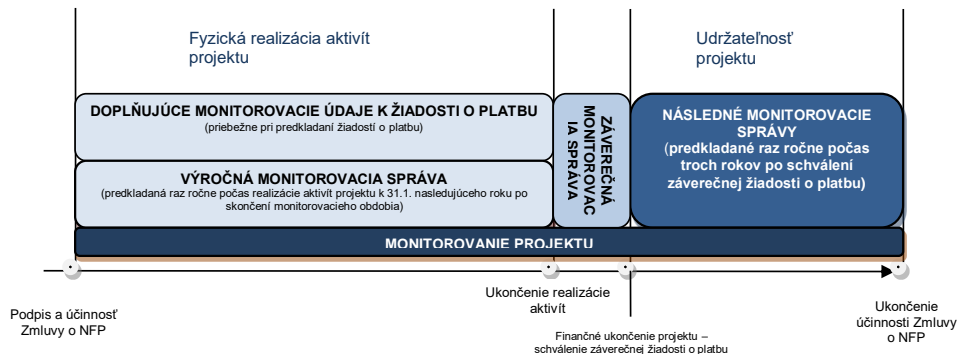 Fyzická realizácia aktivít
projektu
Udržateľnosť
projektu
DOPLŇUJÚCE MONITOROVACIE ÚDAJE K ŽIADOSTI O PLATBU
(priebežne pri predkladaní žiadostí o platbu)
VÝROČNÁ MONITOROVACIA SPRÁVA
(predkladaná raz ročne počas realizácie aktivít projektu k 31.1. nasledujúceho roku po
skončení monitorovacieho obdobia)
ZÁVEREČNÁ
MONITOROVAC
IA SPRÁVA
NÁSLEDNÉ MONITOROVACIE
SPRÁVY
(predkladané raz ročne počas
troch rokov po schválení
záverečnej žiadosti o platbu)
MONITOROVANIE PROJEKTU
Podpis a účinnosť
Zmluvy o NFP
Ukončenie realizácie
aktivít
Finančné ukončenie projektu –
schválenie záverečnej žiadosti o platbu
Ukončenie
účinnosti Zmluvy
o NFP